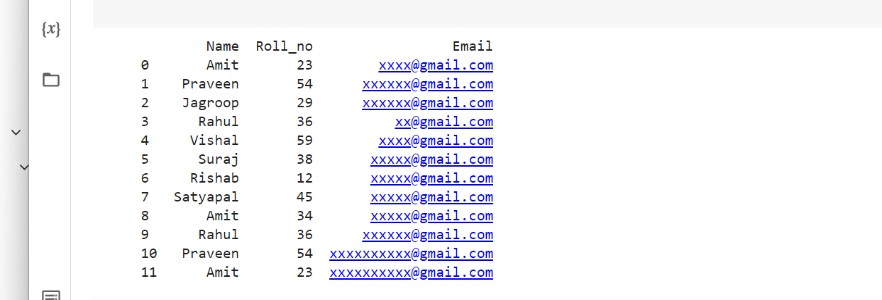 {x}
Name Roll_no Email
0 Amit 23 xxxx@gmail.com
1 Praveen 54 xxxxxx@gmail.com
2 Jagroop 29 xxxxxx@gmail.com
3 Rahul 36 xx@gmail.com
4 Vishal 59 xxxx@gmail.com
5 Suraj 38 xxxxx@gmail.com
6 Rishab 12 xxxxx@gmail.com
7 Satyapal 45 xxxxx@gmail.com
8 Amit 34 xxxxx@gmail.com
9 Rahul 36 xxxxxx@gmail.com
10 Praveen 54 xxxxxxxxxx@gmail.com
11 Amit 23 xxxxxxxxxx@gmail.com